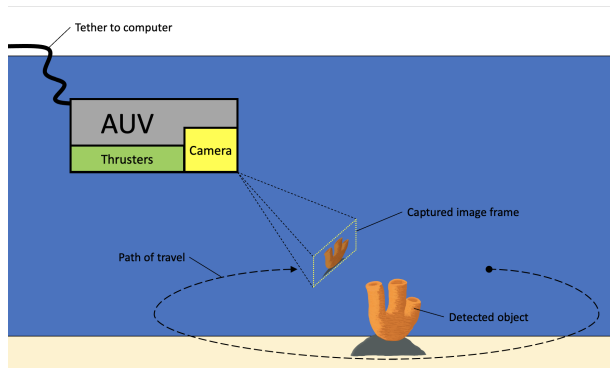 Tether to computer
AUV
Camera
Thrusters
Captured image frame
Path of travel
Detected object